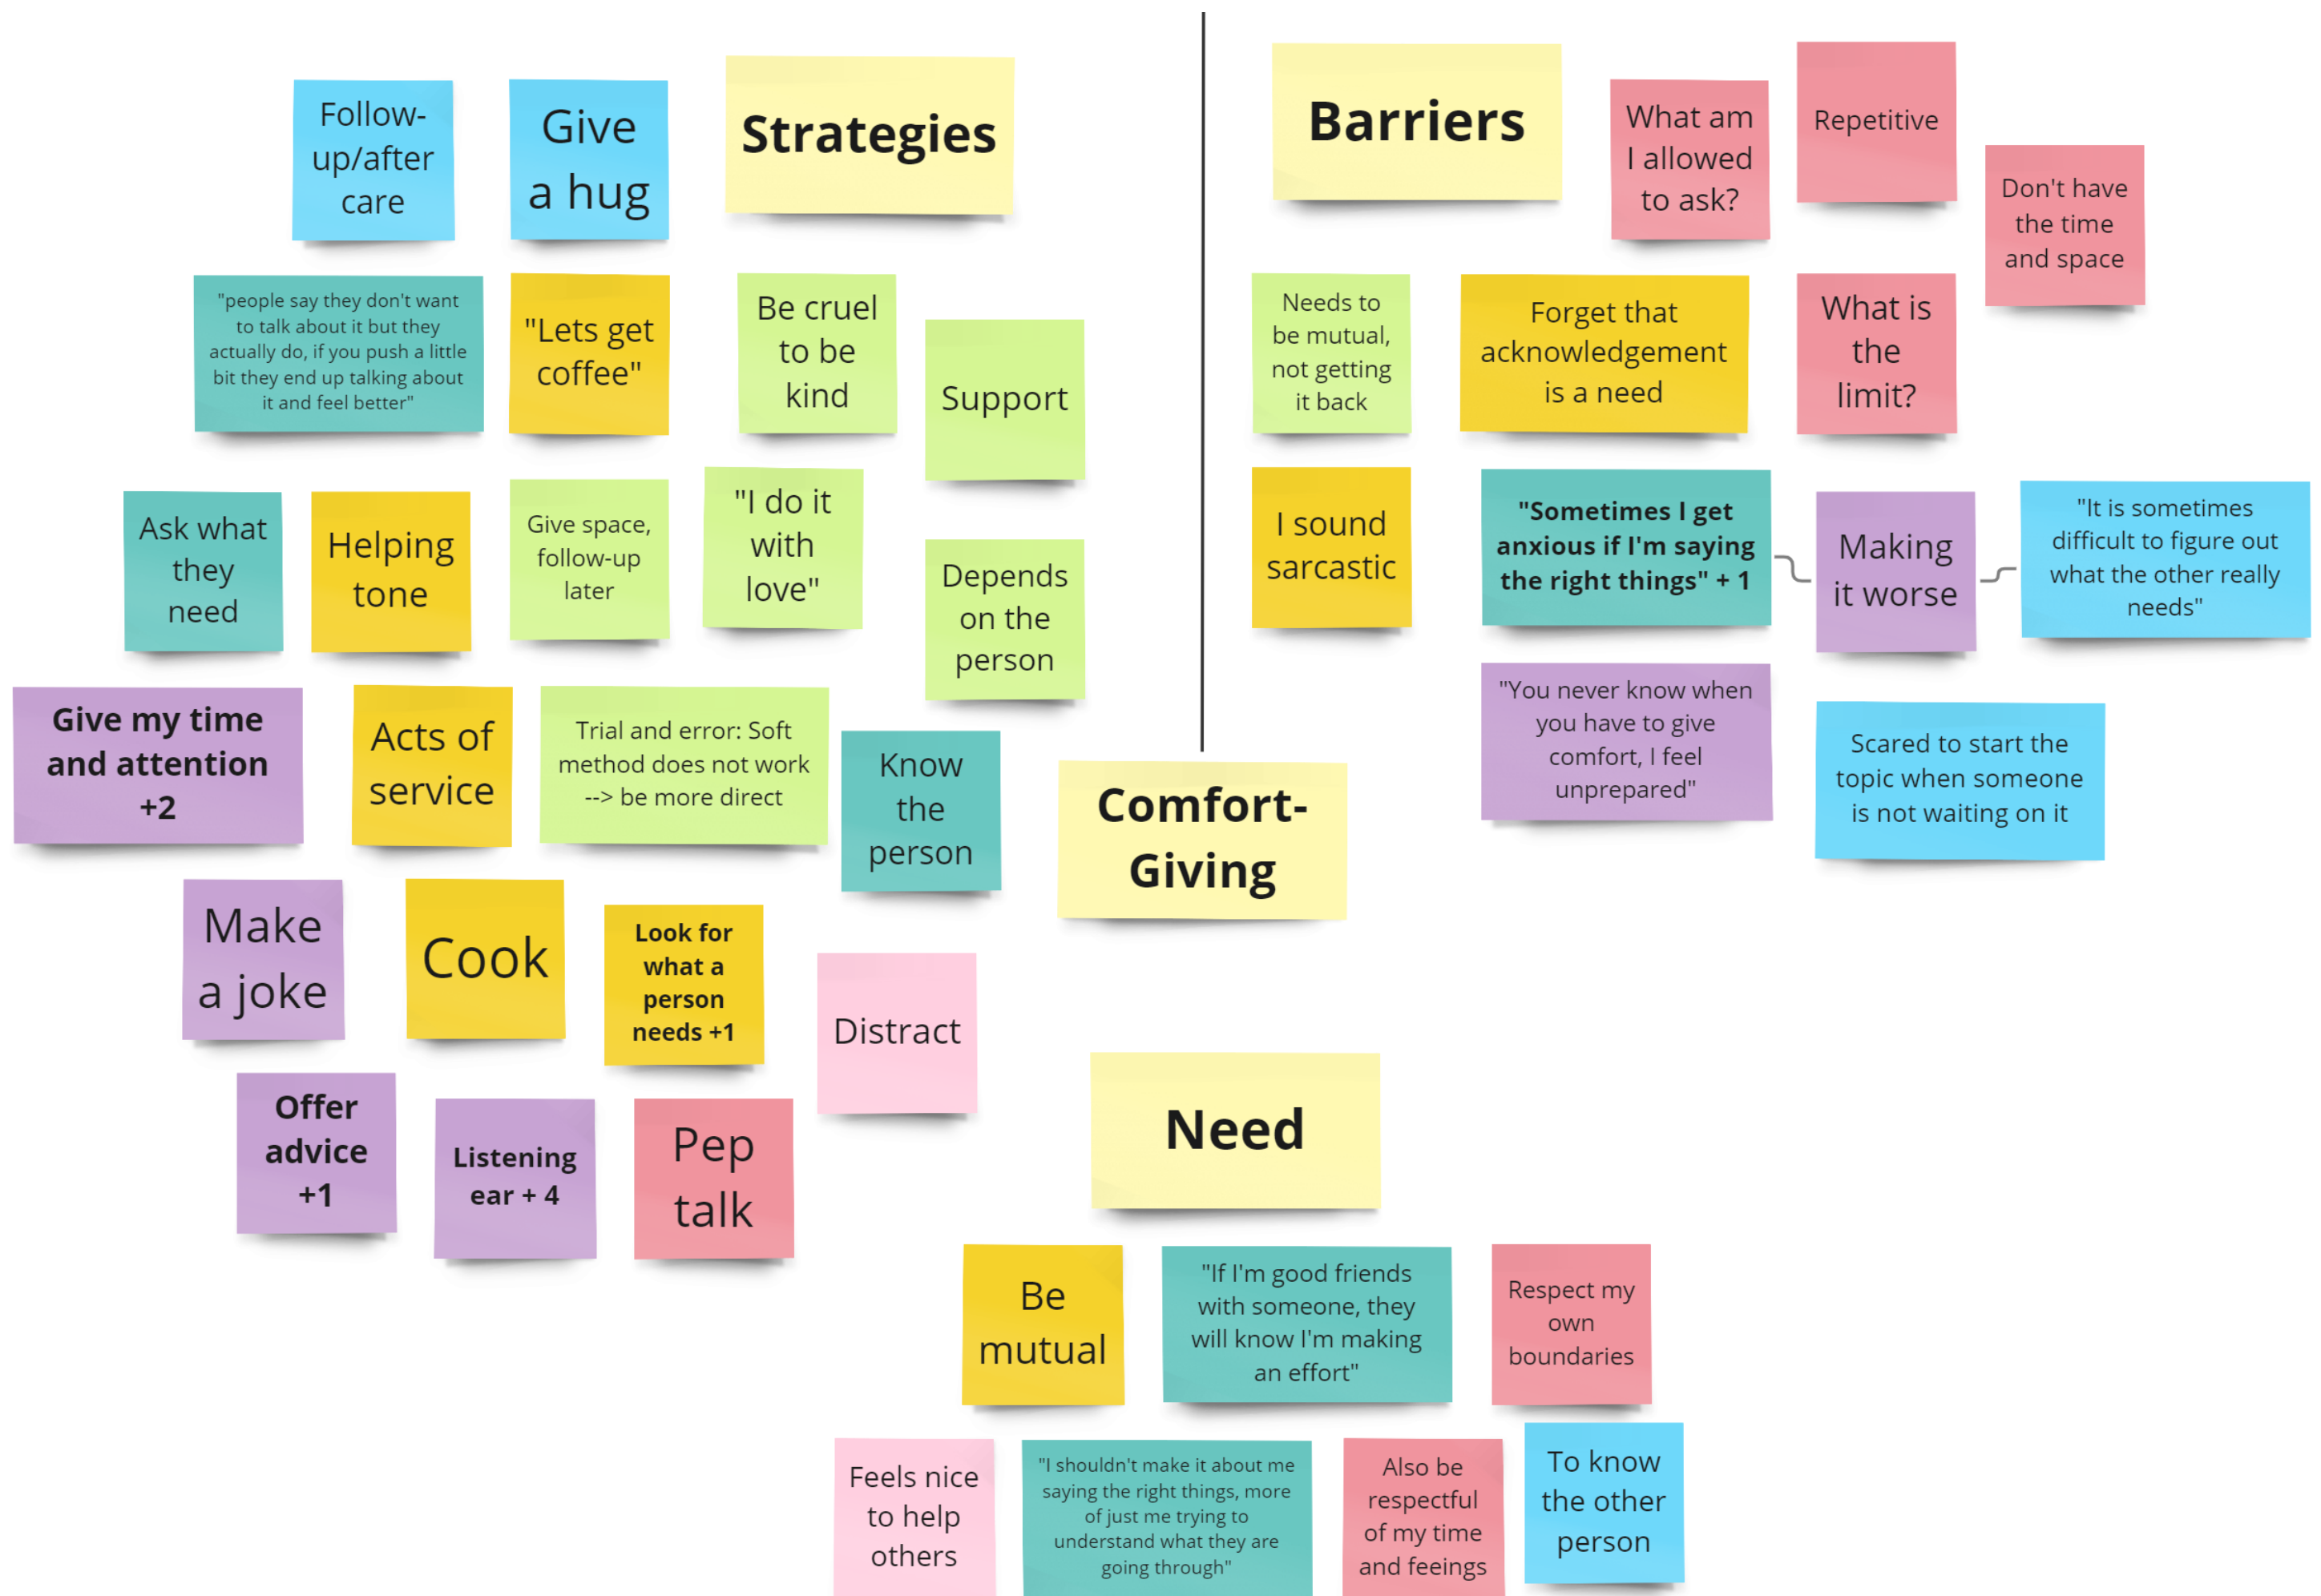 Strategies
Follow-
up/after
care
Give
a hug
"people say they don't want
to talk about it but they
actually do, if you push a little
bit they end up talking about
it and feel better"
"Lets get
coffee"
Be cruel
to be
kind
Support
Ask what
they
need
Helping
tone
Give space,
follow-up
later
"I do it
with
love"
Depends
on the
person
Give my time
and attention
+2
Acts of
service
Trial and error: Soft
method does not work
--> be more direct
Know
the
person
Make
a joke
Cook
Look for
what a
person
needs +1
Distract
Offer
advice
+1
Listening
ear + 4
Pep
talk
Barriers
What am
I allowed
to ask?
Repetitive
Don't have
the time
and space
Needs to
be mutual,
not getting
it back
Forget that
acknowledgement
is a need
What is
the
limit?
I sound
sarcastic
"Sometimes I get
anxious if I'm saying
the right things" + 1
Making
it worse
"It is sometimes
difficult to figure out
what the other really
needs"
"You never know when
you have to give
comfort, I feel
unprepared"
Scared to start the
topic when someone
is not waiting on it
Comfort-
Giving
Need
Be
mutual
"If I'm good friends
with someone, they
will know I'm making
an effort"
Respect my
own
boundaries
Feels nice
to help
others
"I shouldn't make it about me
saying the right things, more
of just me trying to
understand what they are
going through"
Also be
respectful
of my time
and feeings
To know
the other
person